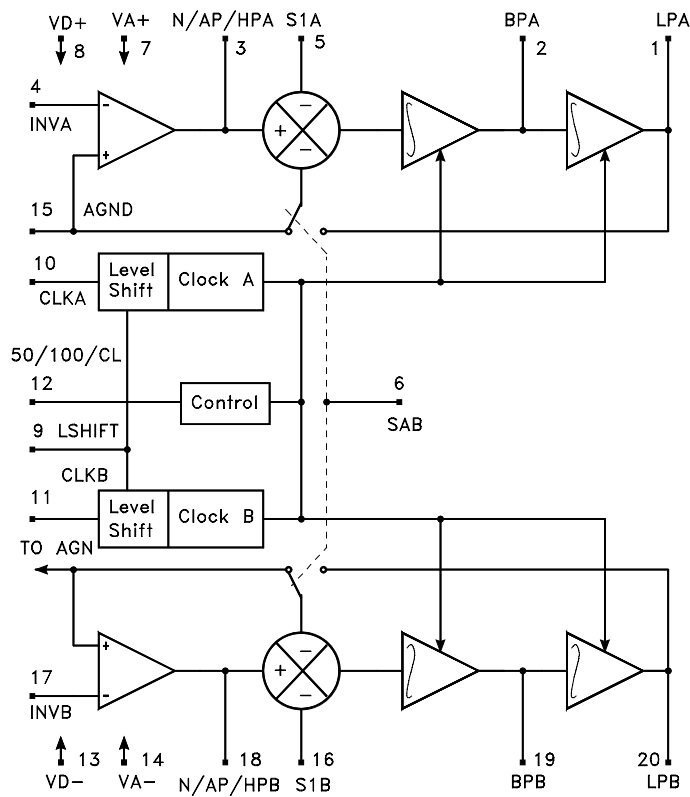 VD+ VA+ N/AP/HPA S1A BPA LPA
8 7 3 5 2 1
4
INVA
- + + - -
15 AGND
10
CLKA
Level Shift Clock A
50/100/CL
12
Control
6
SAB
9 LSHIFT
CLKB
11
Level Shift Clock B
TO AGN
+ - + - -
17
INVB
13 14 18 16 19 20
VD- VA- N/AP/HPB S1B BPB LPB